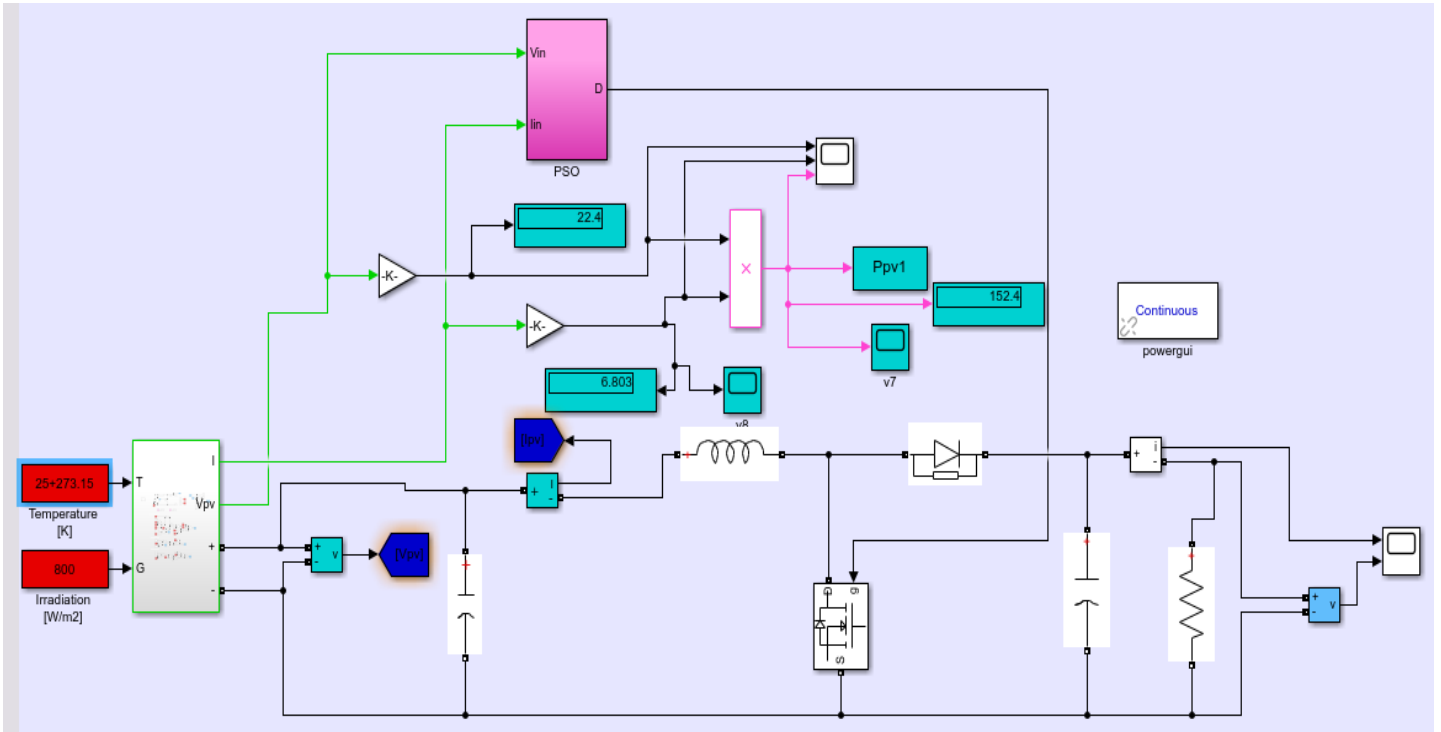 Vin
D
Iin
PSO
22.4
-K-
×
Ppv1
152.4
Continuous
powergui
-K-
v7
6.803
v8
[Ipv]
I
+
-
+
i
-
25+273.15
T
Vpv
Temperature
[K]
+
-
+
-
v
[Vpv]
800
G
Irradiation
[W/m2]
D
g
S
+
-
v